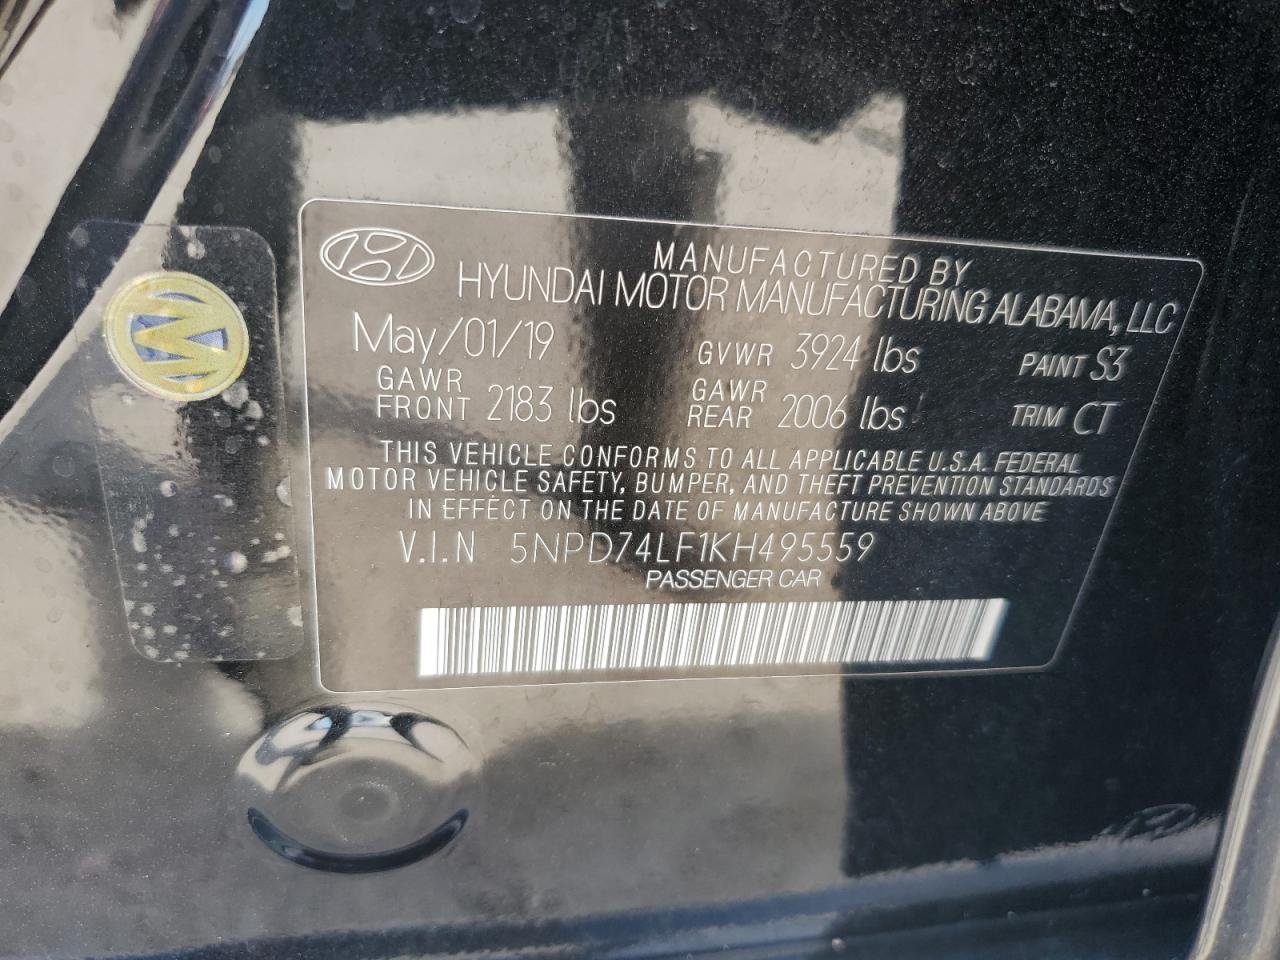 MANUFACTURED BY
HYUNDAI MOTOR MANUFACTURING ALABAMA, LLC
May/01/19 GVWR 3924 lbs PAINT S3
GAWR FRONT 2183 lbs GAWR REAR 2006 lbs TRIM CT
THIS VEHICLE CONFORMS TO ALL APPLICABLE U.S.A. FEDERAL
MOTOR VEHICLE SAFETY, BUMPER, AND THEFT PREVENTION STANDARDS
IN EFFECT ON THE DATE OF MANUFACTURE SHOWN ABOVE
V.I.N 5NPD74LF1KH495559
PASSENGER CAR